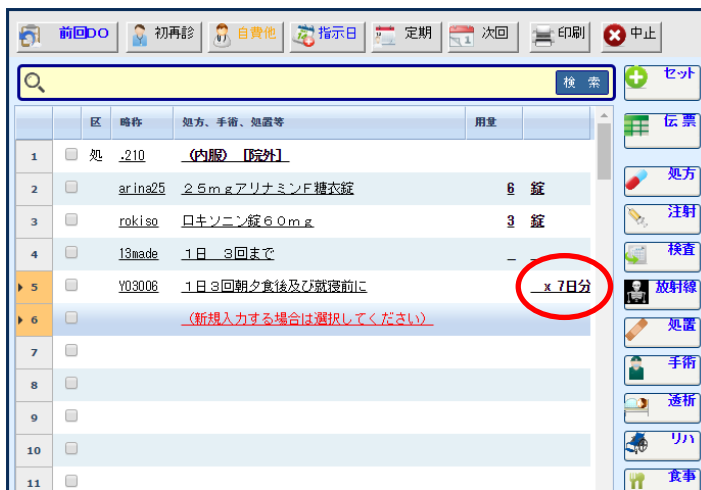 前回DO 初再診 自費他 指示日 定期 次回 印刷 中止
検 索 セット
区 略称 処方、手術、処置等 用量 伝票
1 処 .210 (内服) [院外]
処方
2 arina25 25mgアリナミンF糖衣錠 6 錠
注射
3 rokiso ロキソニン錠60mg 3 錠
検査
4 13made 1日 3回まで
放射線
5 Y03006 1日3回朝夕食後及び就寝前に x 7日分
処置
6 (新規入力する場合は選択してください)
手術
7
8
透析
9
リハ
10
食事
11